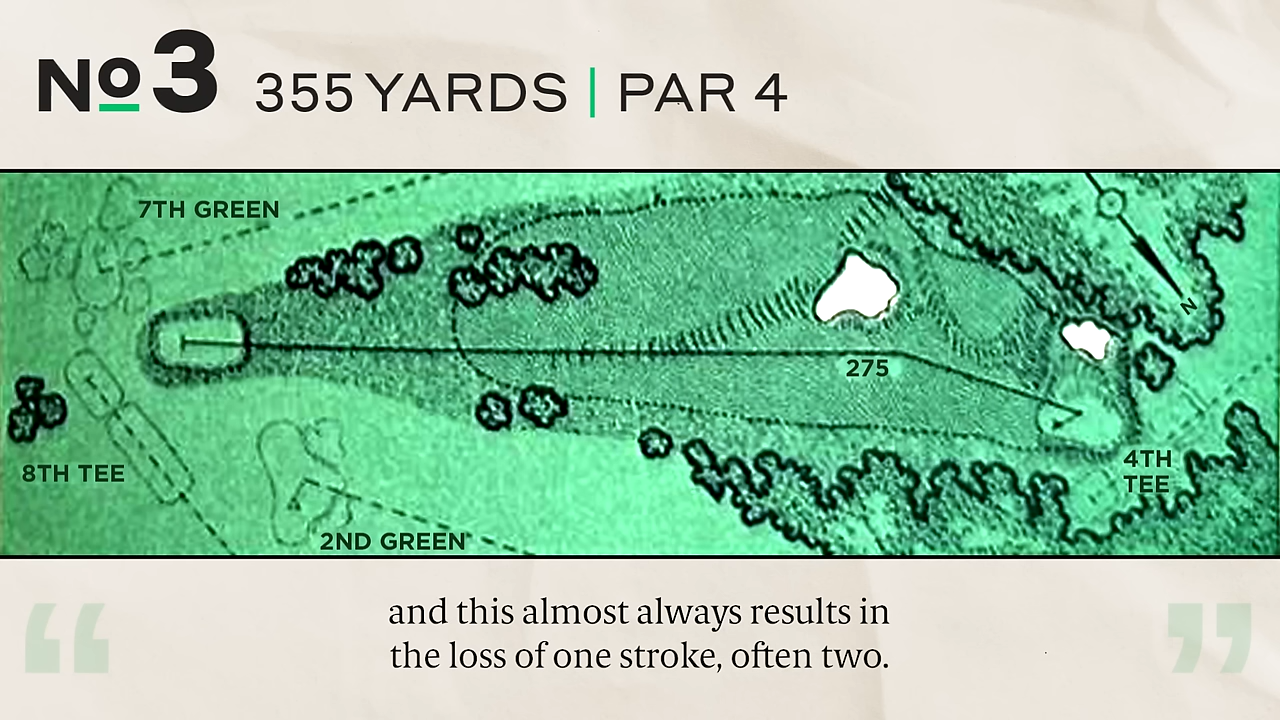 No3 355 YARDS | PAR 4
7TH GREEN
N
275
8TH TEE
4TH
TEE
2ND GREEN
“ and this almost always results in
the loss of one stroke, often two. ”